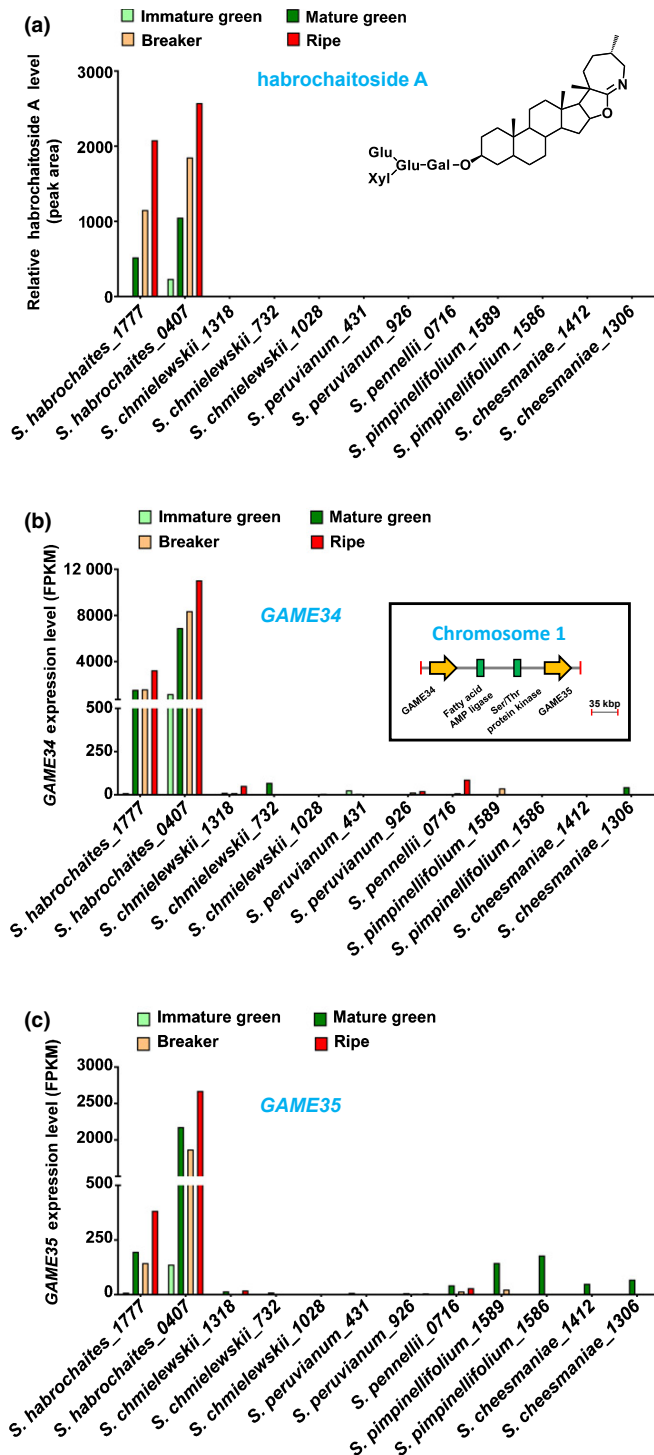 (a)
Immature green
Mature green
Breaker
Ripe
habrochaitoside A
Relative habrochaitoside A level
(peak area)
3000
2000
1000
0
Glu
Xyl
Glu-Gal-O
N
O
S. habrochaites_1777
S. habrochaites_0407
S. chmielewskii_1318
S. chmielewskii_732
S. chmielewskii_1028
S. peruvianum_431
S. peruvianum_926
S. pennellii_0716
S. pimpinellifolium_1589
S. pimpinellifolium_1586
S. cheesmaniae_1412
S. cheesmaniae_1306
(b)
Immature green
Mature green
Breaker
Ripe
GAME34
GAME34 expression level (FPKM)
12 000
8000
4000
500
250
0
Chromosome 1
GAME34
Fatty acid
AMP ligase
Ser/Thr
protein kinase
GAME35
35 kbp
S. habrochaites_1777
S. habrochaites_0407
S. chmielewskii_1318
S. chmielewskii_732
S. chmielewskii_1028
S. peruvianum_431
S. peruvianum_926
S. pennellii_0716
S. pimpinellifolium_1589
S. pimpinellifolium_1586
S. cheesmaniae_1412
S. cheesmaniae_1306
(c)
Immature green
Mature green
Breaker
Ripe
GAME35
GAME35 expression level (FPKM)
3000
2500
2000
500
250
0
S. habrochaites_1777
S. habrochaites_0407
S. chmielewskii_1318
S. chmielewskii_732
S. chmielewskii_1028
S. peruvianum_431
S. peruvianum_926
S. pennellii_0716
S. pimpinellifolium_1589
S. pimpinellifolium_1586
S. cheesmaniae_1412
S. cheesmaniae_1306